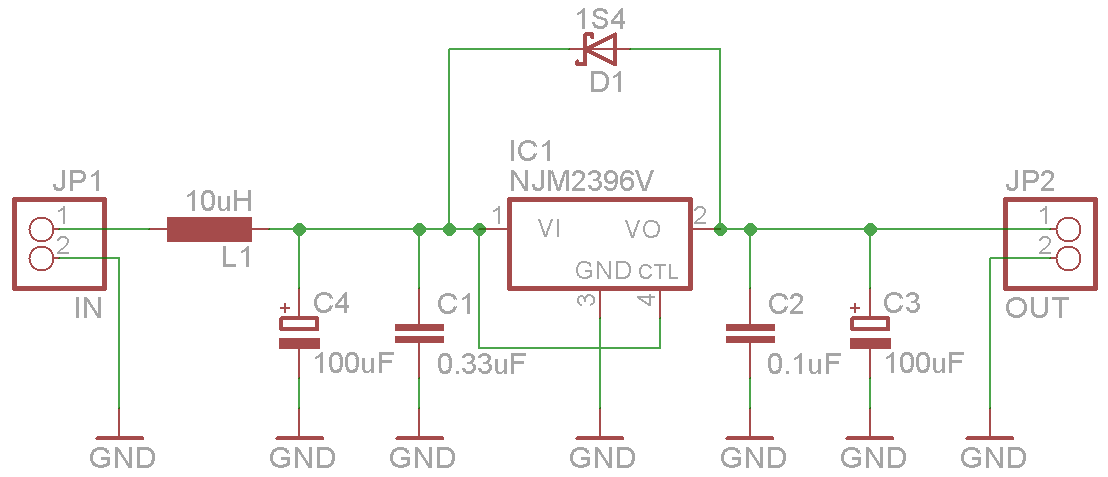 1S4
D1
IC1
NJM2396V
JP1
JP2
10uH
1
2
1
2
VI
VO
1
2
L1
GND
CTL
3
4
IN
OUT
+
C4
C1
C2
+
C3
100uF
0.33uF
0.1uF
100uF
GND
GND
GND
GND
GND
GND
GND